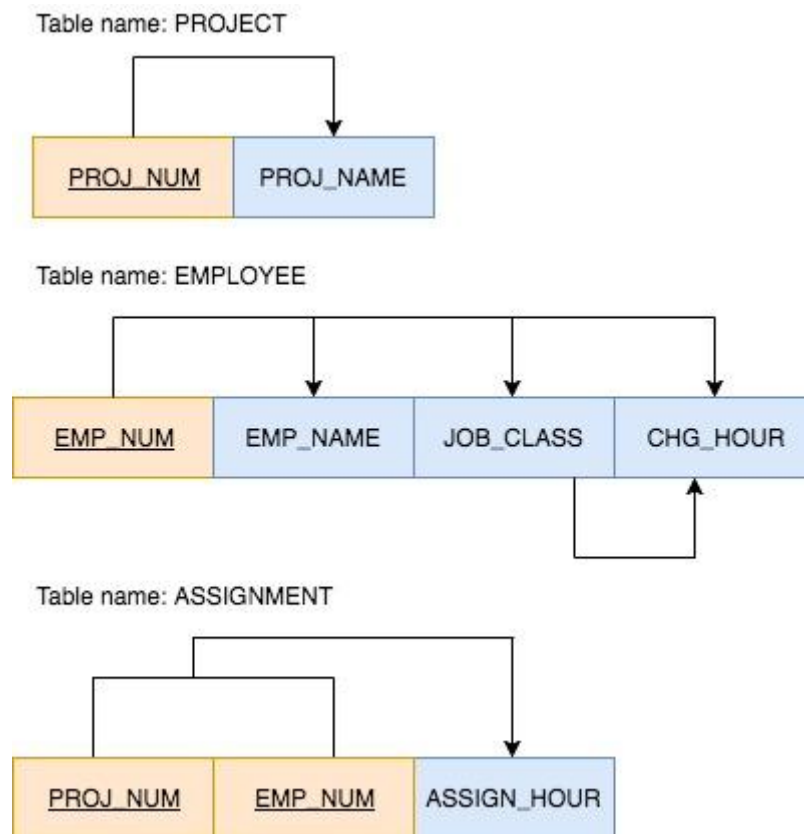 Table name: PROJECT
PROJ_NUM PROJ_NAME
Table name: EMPLOYEE
EMP_NUM EMP_NAME JOB_CLASS CHG_HOUR
Table name: ASSIGNMENT
PROJ_NUM EMP_NUM ASSIGN_HOUR